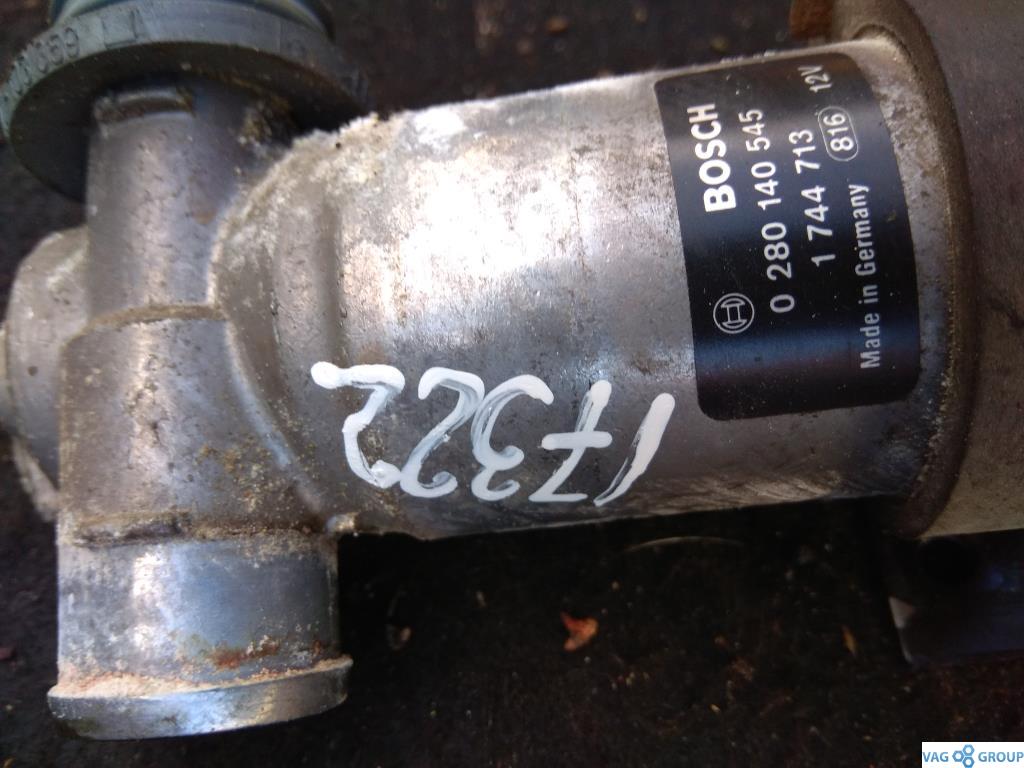 BOSCH
0 280 140 545
1 744 713 816 12V
Made in Germany
17322
VAG GROUP